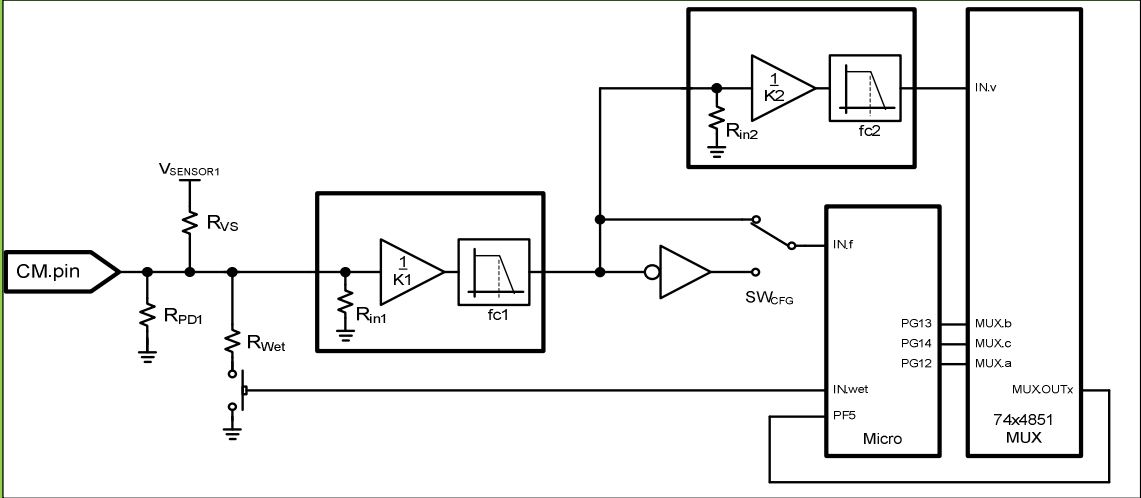 1
K2
IN.v
Rin2
fc2
VSENSOR1
RVS
CM.pin
1
K1
IN.f
RPD1
Rin1
fc1
SWCFG
RWet
PG13
MUX.b
PG14
MUX.c
PG12
MUX.a
IN.wet
MUX.OUTx
PF5
74x4851
MUX
Micro